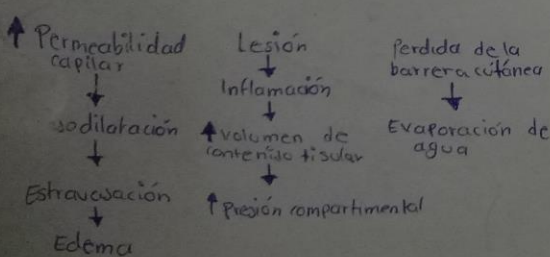 ↑ Permeabilidad
capilar
↓
sodilatación
↓
Estravasación
↓
Edema
Lesión
↓
Inflamación
↓
↑ volumen de
contenido tisular
↓
↑ Presión compartimental
Perdida de la
barrera cutánea
↓
Evaporación de
agua